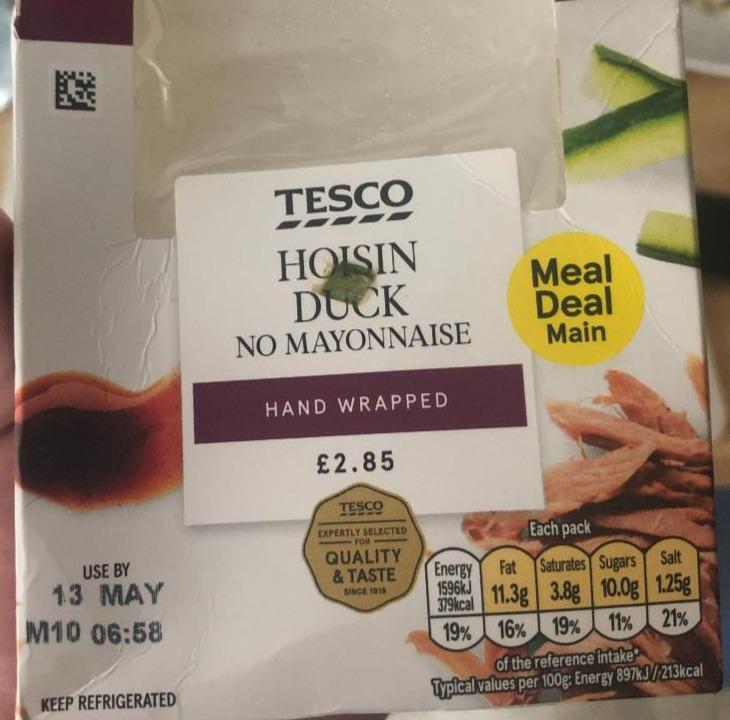 TESCO
HOISIN
DUCK
NO MAYONNAISE
HAND WRAPPED
£2.85
Meal
Deal
Main
TESCO
EXPERTLY SELECTED
FOR
QUALITY
& TASTE
SINCE 1919
USE BY
13 MAY
M10 06:58
KEEP REFRIGERATED
Each pack
Energy
1596kJ
379kcal
19%
Fat
11.3g
16%
Saturates
3.8g
19%
Sugars
10.0g
11%
Salt
1.25g
21%
of the reference intake*
Typical values per 100g: Energy 897kJ / 213kcal